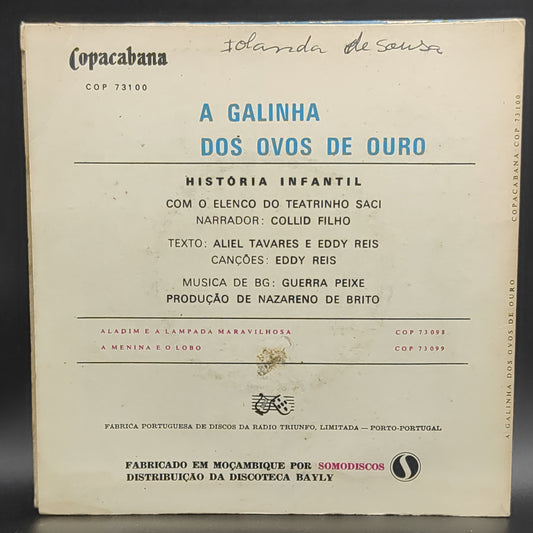 Copacabana
Iolanda de Sousa
COP 73100
A GALINHA
DOS OVOS DE OURO
HISTÓRIA INFANTIL
COM O ELENCO DO TEATRINHO SACI
NARRADOR: COLLID FILHO
TEXTO: ALIEL TAVARES E EDDY REIS
CANÇÕES: EDDY REIS
MUSICA DE BG: GUERRA PEIXE
PRODUÇÃO DE NAZARENO DE BRITO
ALADIM E A LAMPADA MARAVILHOSA COP 73098
A MENINA E O LOBO COP 73099
FÁBRICA PORTUGUESA DE DISCOS DA RADIO TRIUNFO, LIMITADA — PORTO-PORTUGAL
FABRICADO EM MOÇAMBIQUE POR SOMODISCOS
DISTRIBUIÇÃO DA DISCOTECA BAYLY
A GALINHA DOS OVOS DE OURO COPACABANA COP 73100